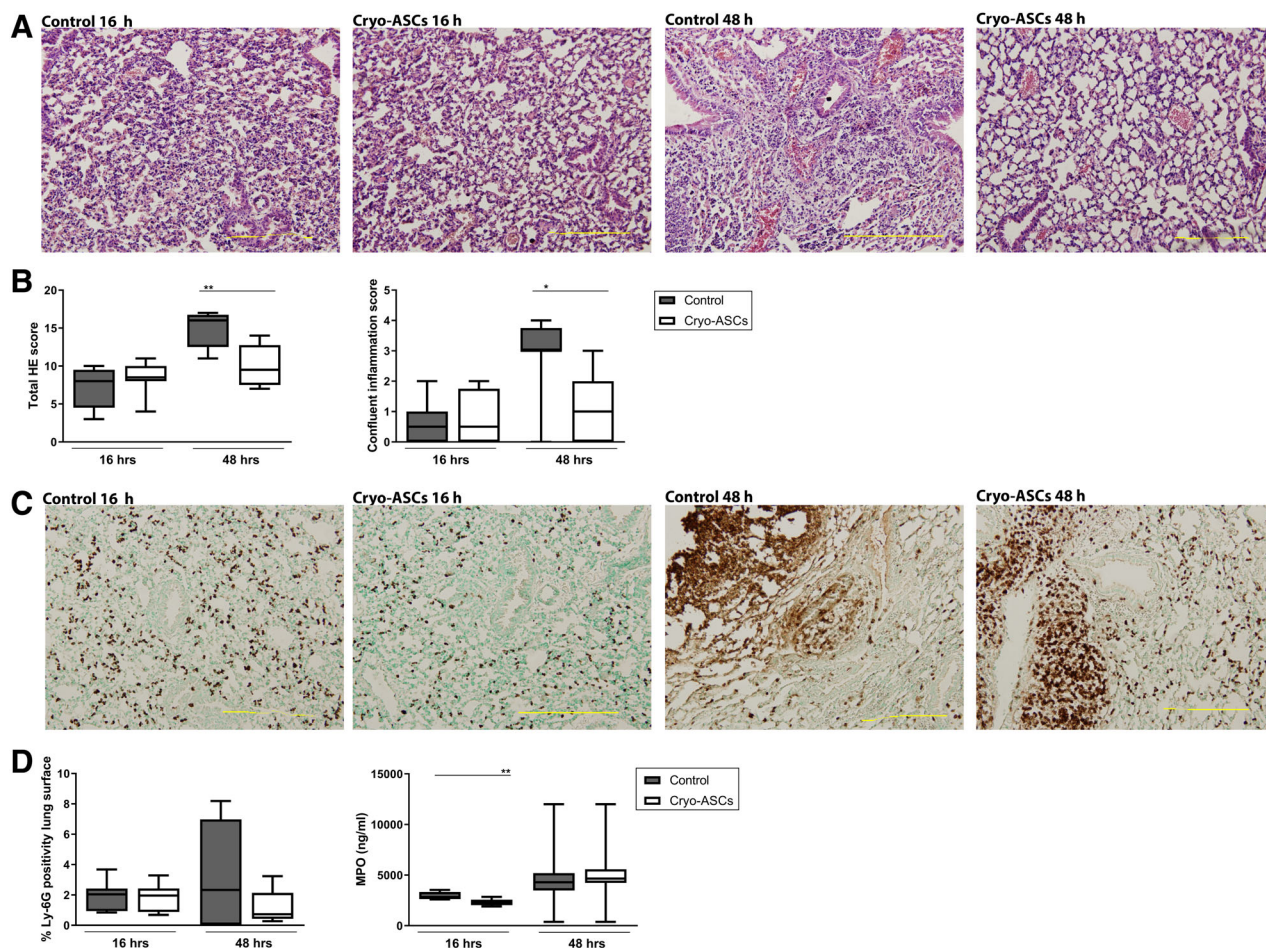 A
Control 16 h
Cryo-ASCs 16 h
Control 48 h
Cryo-ASCs 48 h
B
Total HE score
20
15
10
5
0
**
16 hrs
48 hrs
Confluent inflammation score
5
4
3
2
1
0
*
16 hrs
48 hrs
Control
Cryo-ASCs
C
Control 16 h
Cryo-ASCs 16 h
Control 48 h
Cryo-ASCs 48 h
D
% Ly-6G positivity lung surface
10
8
6
4
2
0
16 hrs
48 hrs
MPO (ng/ml)
15000
10000
5000
0
**
16 hrs
48 hrs
Control
Cryo-ASCs